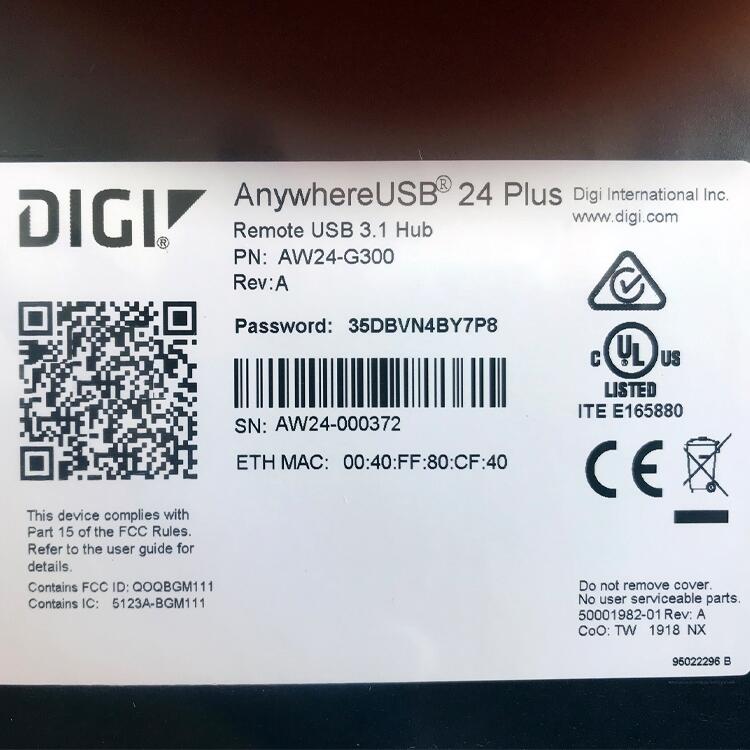 DIGI®
AnywhereUSB® 24 Plus
Remote USB 3.1 Hub
PN: AW24-G300
Rev:A
Digi International Inc.
www.digi.com
Password: 35DBVN4BY7P8
SN: AW24-000372
ETH MAC: 00:40:FF:80:CF:40
C UL US
LISTED
ITE E165880
CE
This device complies with
Part 15 of the FCC Rules.
Refer to the user guide for
details.
Contains FCC ID: QOQBGM111
Contains IC: 5123A-BGM111
Do not remove cover.
No user serviceable parts.
50001982-01 Rev: A
CoO: TW 1918 NX
95022296 B